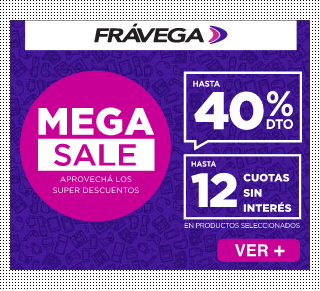 FRÁVEGA
MEGA
SALE
APROVECHÁ LOS
SUPER DESCUENTOS
HASTA
40% DTO
HASTA
12 CUOTAS
SIN
INTERÉS
EN PRODUCTOS SELECCIONADOS
VER +